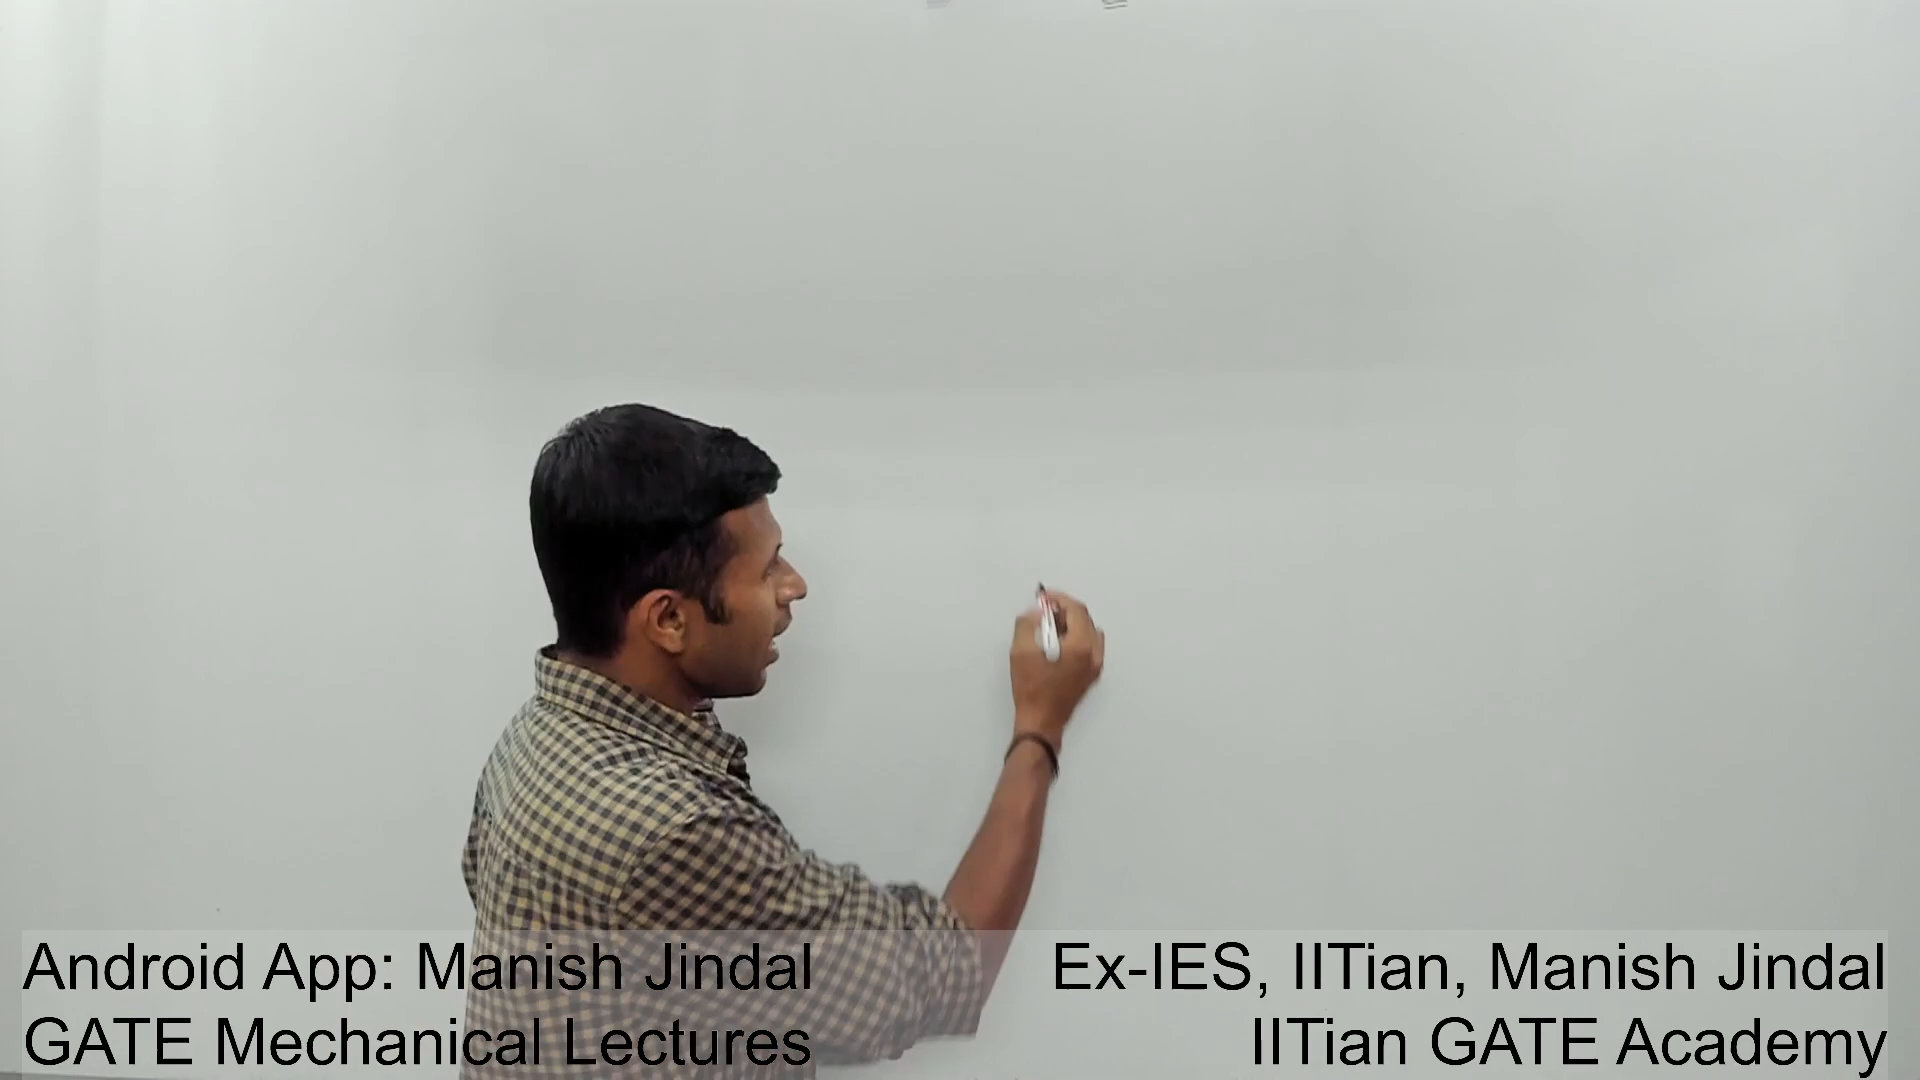 Android App: Manish Jindal
GATE Mechanical Lectures
Ex-IES, IITian, Manish Jindal
IITian GATE Academy